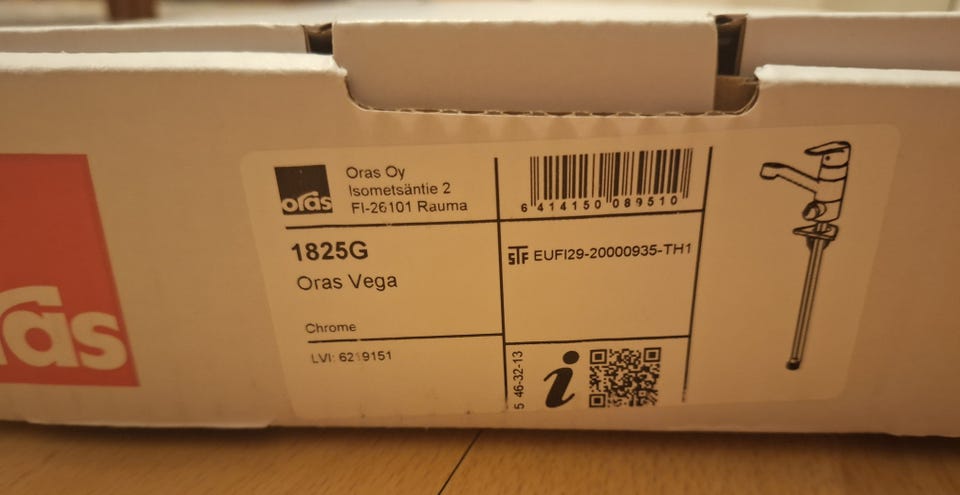 oras
oras
Oras Oy
Isometsäntie 2
FI-26101 Rauma
6 414150 089510
1825G
Oras Vega
STF EUFI29-20000935-TH1
Chrome
LVI: 6219151
5 46-32-13
i